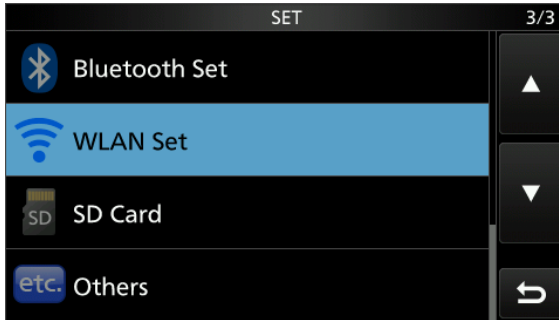 SET 3/3
Bluetooth Set
WLAN Set
SD SD Card
etc. Others